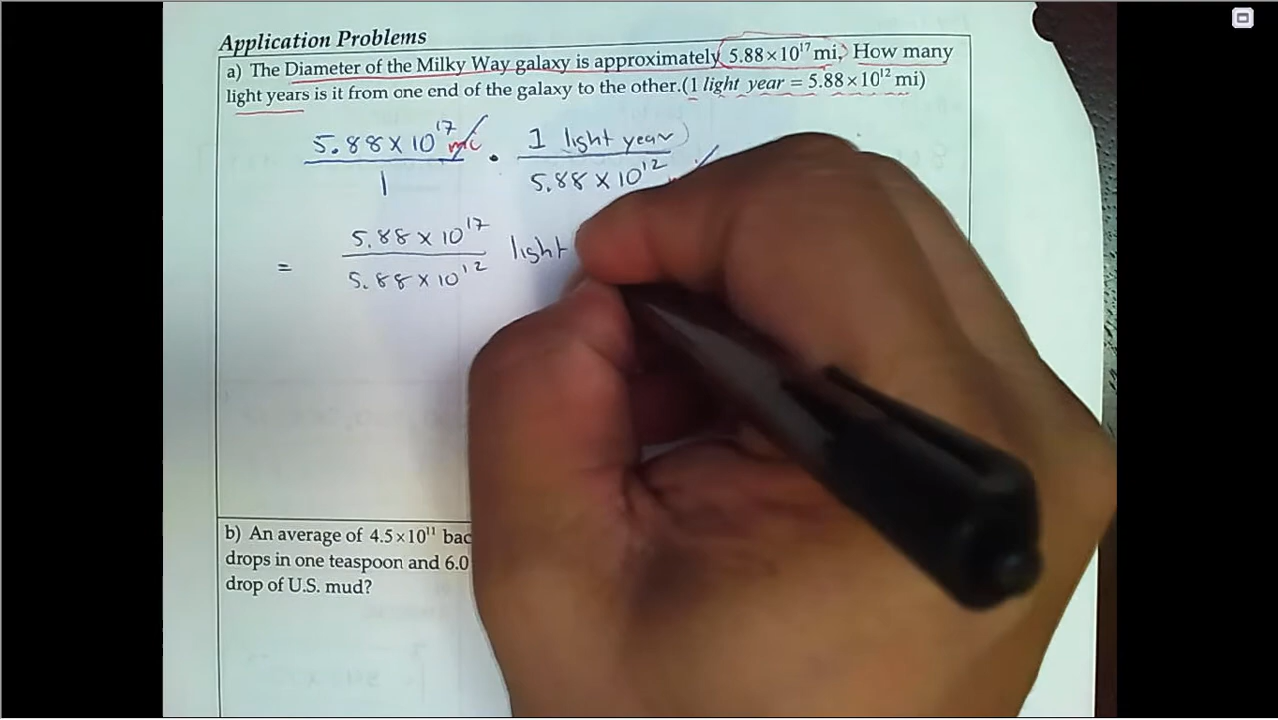 Application Problems
a) The Diameter of the Milky Way galaxy is approximately 5.88×10¹⁷ mi, How many
light years is it from one end of the galaxy to the other.(1 light year = 5.88×10¹² mi)
5.88 × 10¹⁷ mi 1 light year
1 · 5.88 × 10¹²
5.88 × 10¹⁷
= light
5.88 × 10¹²
b) An average of 4.5×10¹¹
drops in one teaspoon and 6.0
drop of U.S. mud?